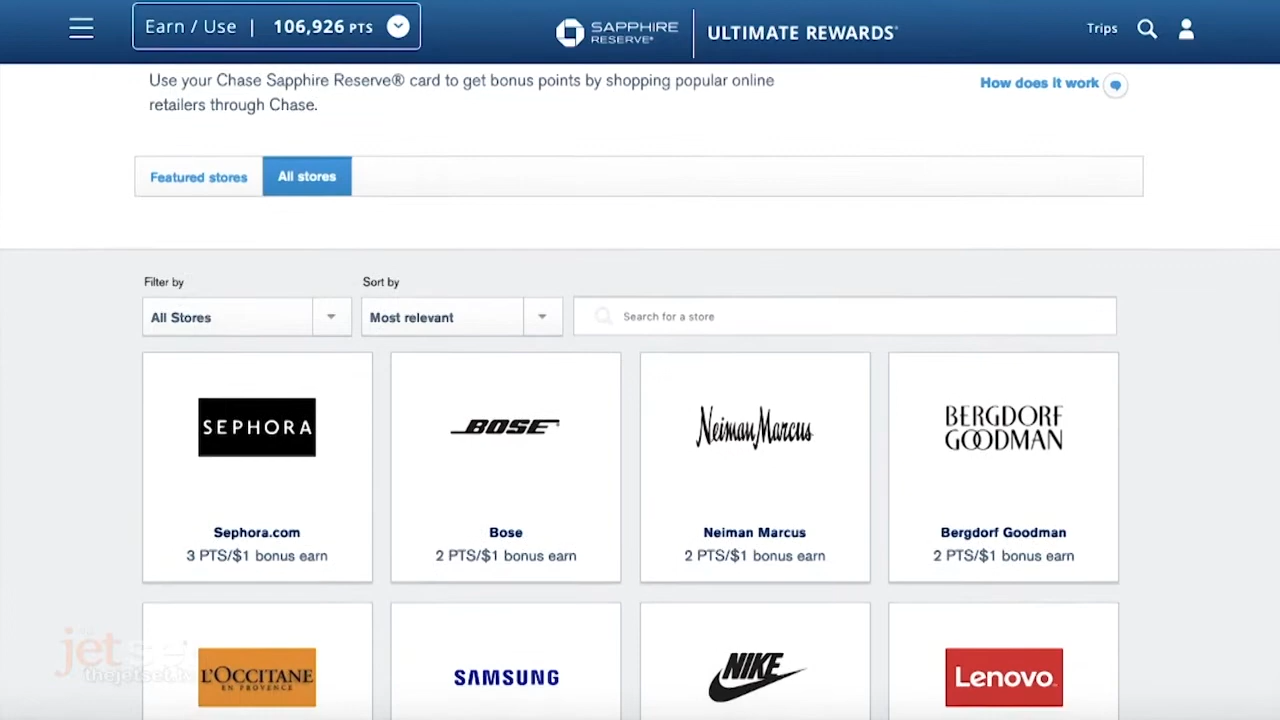 Earn / Use | 106,926 PTS
SAPPHIRE
RESERVE®
ULTIMATE REWARDS®
Trips
Use your Chase Sapphire Reserve® card to get bonus points by shopping popular online
retailers through Chase.
How does it work
Featured stores
All stores
Filter by
Sort by
All Stores
Most relevant
Search for a store
SEPHORA
BOSE
Neiman Marcus
BERGDORF
GOODMAN
Sephora.com
Bose
Neiman Marcus
Bergdorf Goodman
3 PTS/$1 bonus earn
2 PTS/$1 bonus earn
2 PTS/$1 bonus earn
2 PTS/$1 bonus earn
jet set
thejetset.tv
L'OCCITANE
EN PROVENCE
SAMSUNG
NIKE
Lenovo